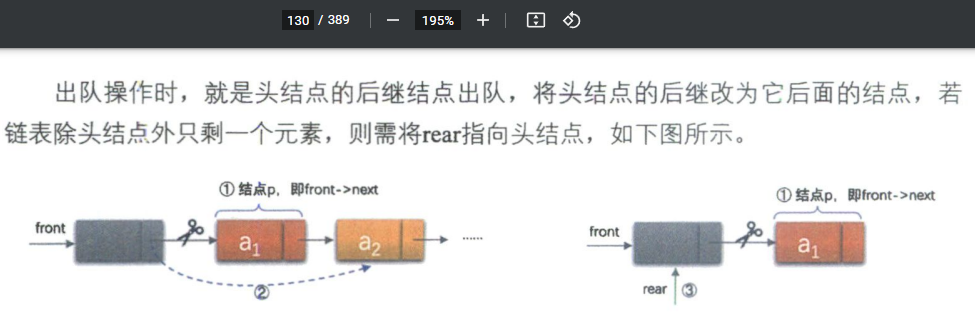 130 / 389 195%
出队操作时，就是头结点的后继结点出队，将头结点的后继改为它后面的结点，若
链表除头结点外只剩一个元素，则需将rear指向头结点，如下图所示。
① 结点p，即front->next
front
a1
a2
......
②
① 结点p，即front->next
front
a1
rear ③